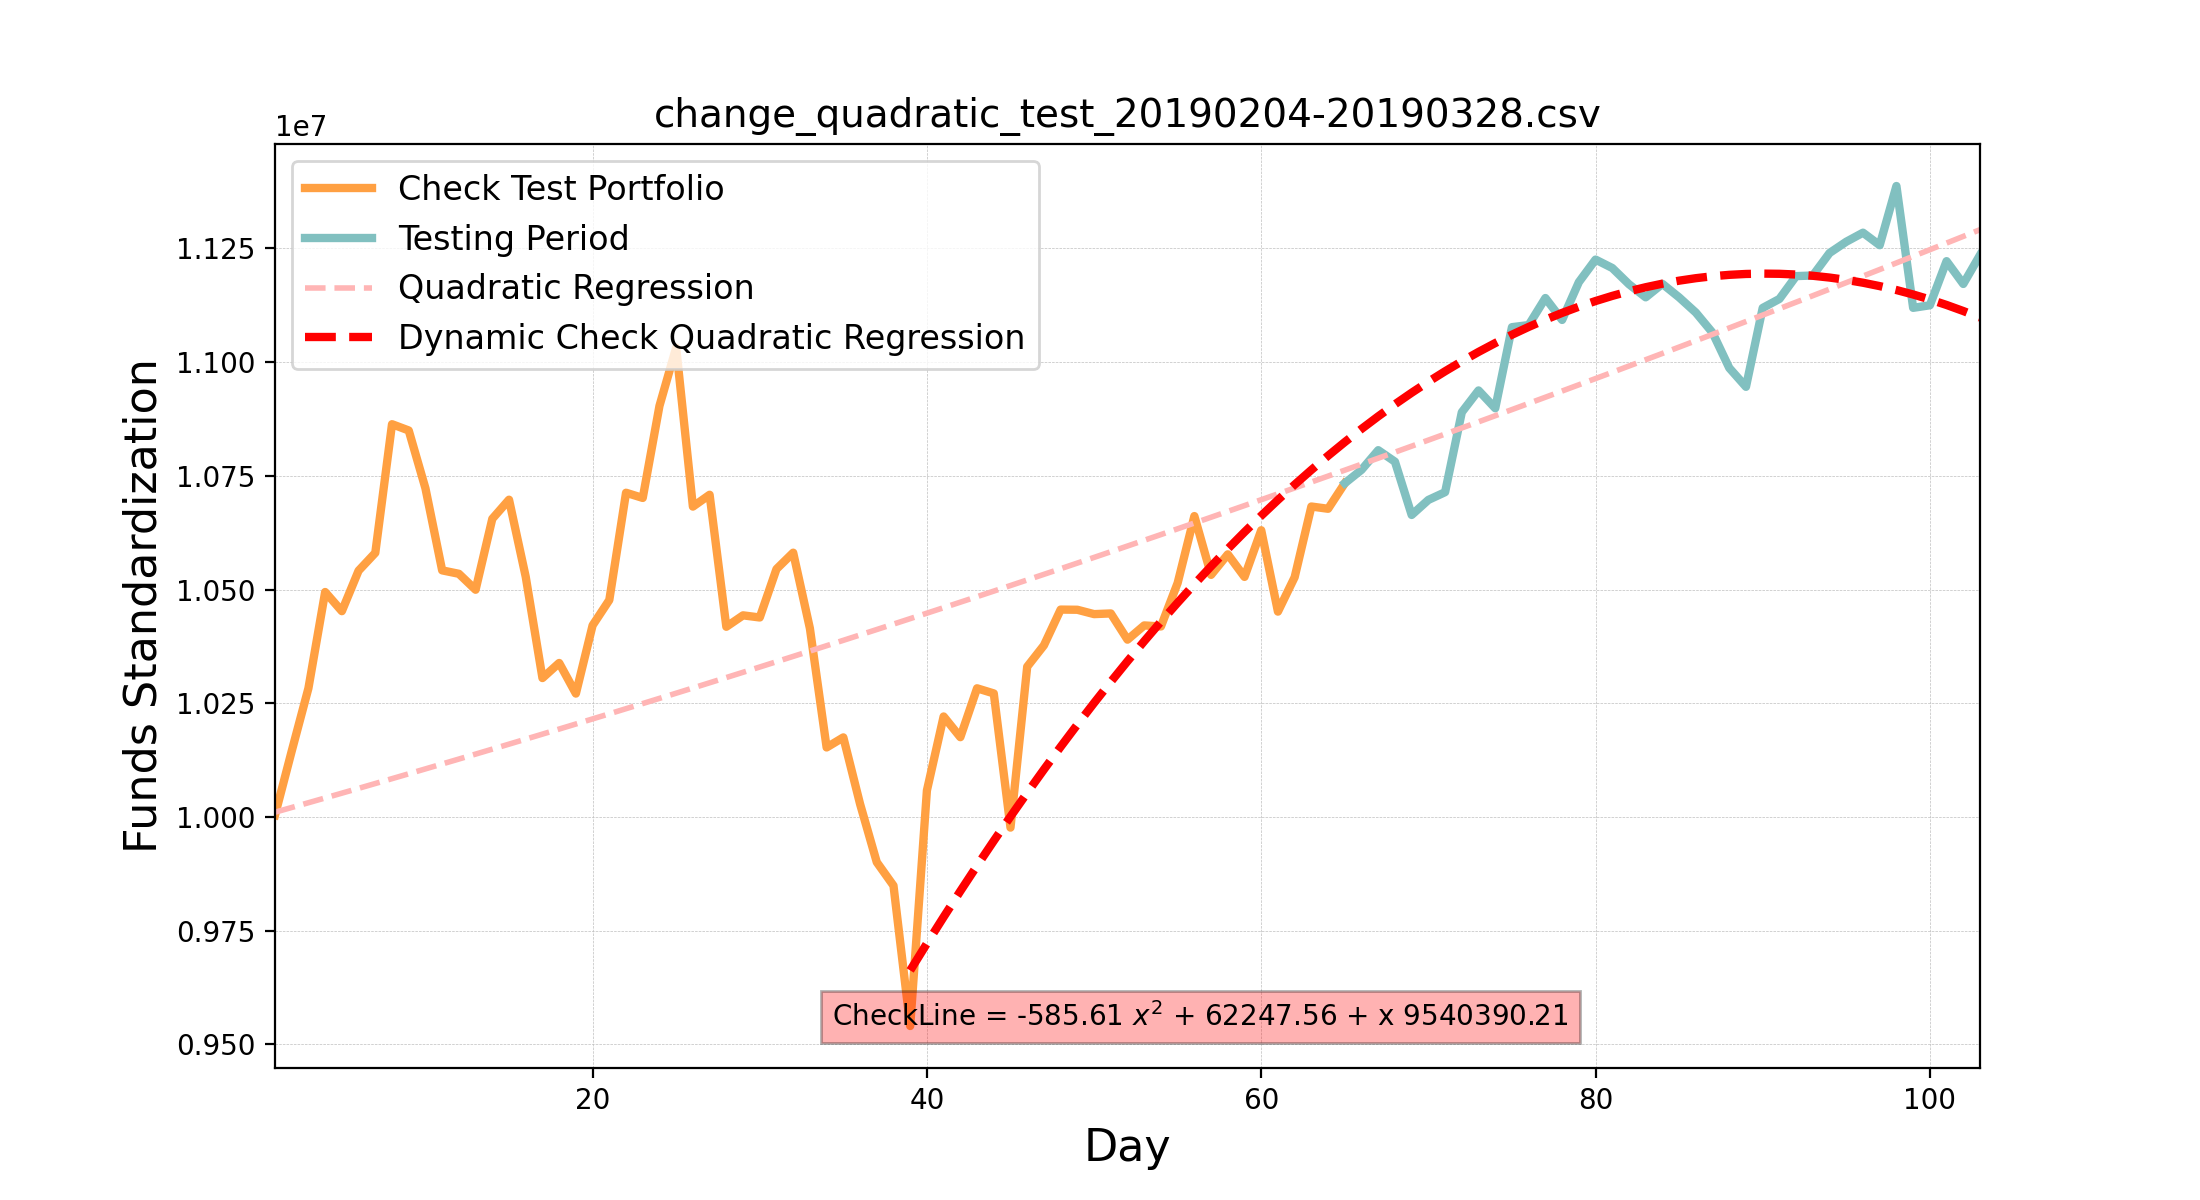 change_quadratic_test_20190204-20190328.csv
1e7
Check Test Portfolio
Testing Period
Quadratic Regression
Dynamic Check Quadratic Regression
1.125
1.100
1.075
1.050
1.025
1.000
0.975
0.950
Funds Standardization
CheckLine = -585.61 x² + 62247.56 + x 9540390.21
20 40 60 80 100
Day